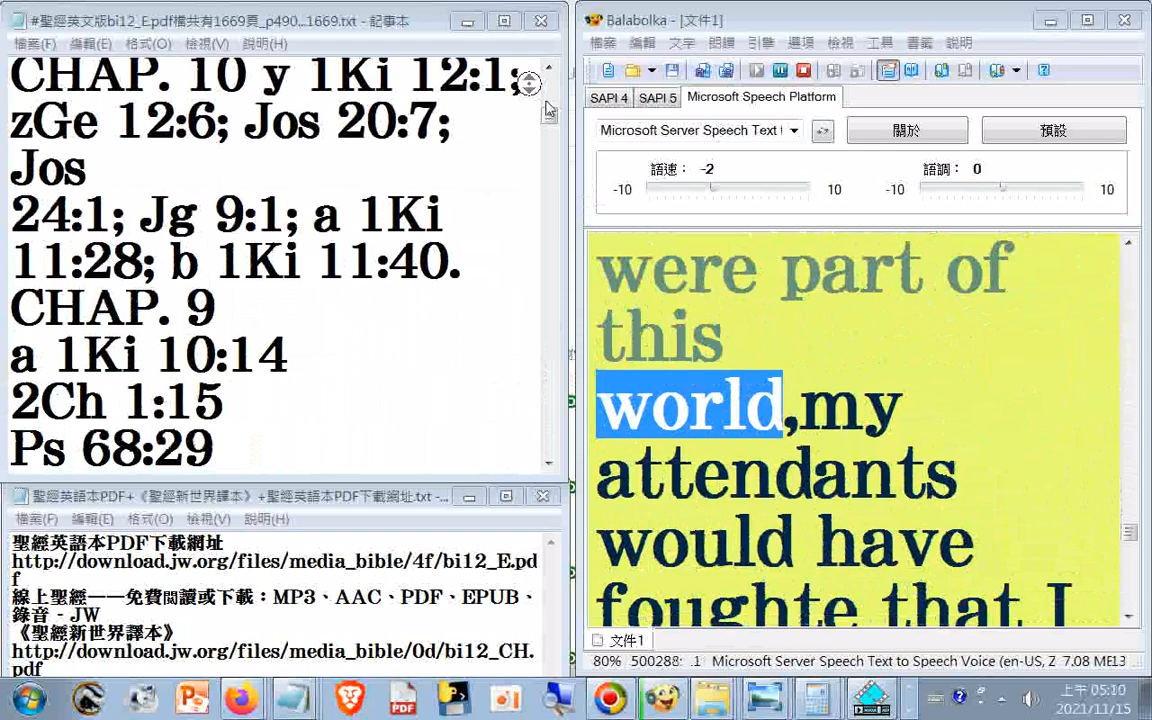 #聖經英文版bi12_E.pdf檔共有1669頁_p490,..1669.txt - 記事本
檔案(F) 編輯(E) 格式(O) 檢視(V) 說明(H)
CHAP. 10 y 1Ki 12:1;
zGe 12:6; Jos 20:7;
Jos
24:1; Jg 9:1; a 1Ki
11:28; b 1Ki 11:40.
CHAP. 9
a 1Ki 10:14
2Ch 1:15
Ps 68:29
聖經英語本PDF+《聖經新世界譯本》+聖經英語本PDF下載網址.txt -...
檔案(F) 編輯(E) 格式(O) 檢視(V) 說明(H)
聖經英語本PDF下載網址
http://download.jw.org/files/media_bible/4f/bi12_E.pd
f
線上聖經──免費閱讀或下載：MP3、AAC、PDF、EPUB、
錄音 - JW
《聖經新世界譯本》
http://download.jw.org/files/media_bible/0d/bi12_CH.
pdf
Balabolka - [文件1]
檔案 編輯 文字 朗讀 引擎 選項 檢視 工具 書籤 說明
SAPI 4 SAPI 5 Microsoft Speech Platform
Microsoft Server Speech Text 關於 預設
語速： -2 語調： 0
-10 10 -10 10
were part of
this
world,my
attendants
would have
foughte that I
文件1
80% 500288: .1 Microsoft Server Speech Text to Speech Voice (en-US, Z 7.08 ME13
上午 05:10
2021/11/15